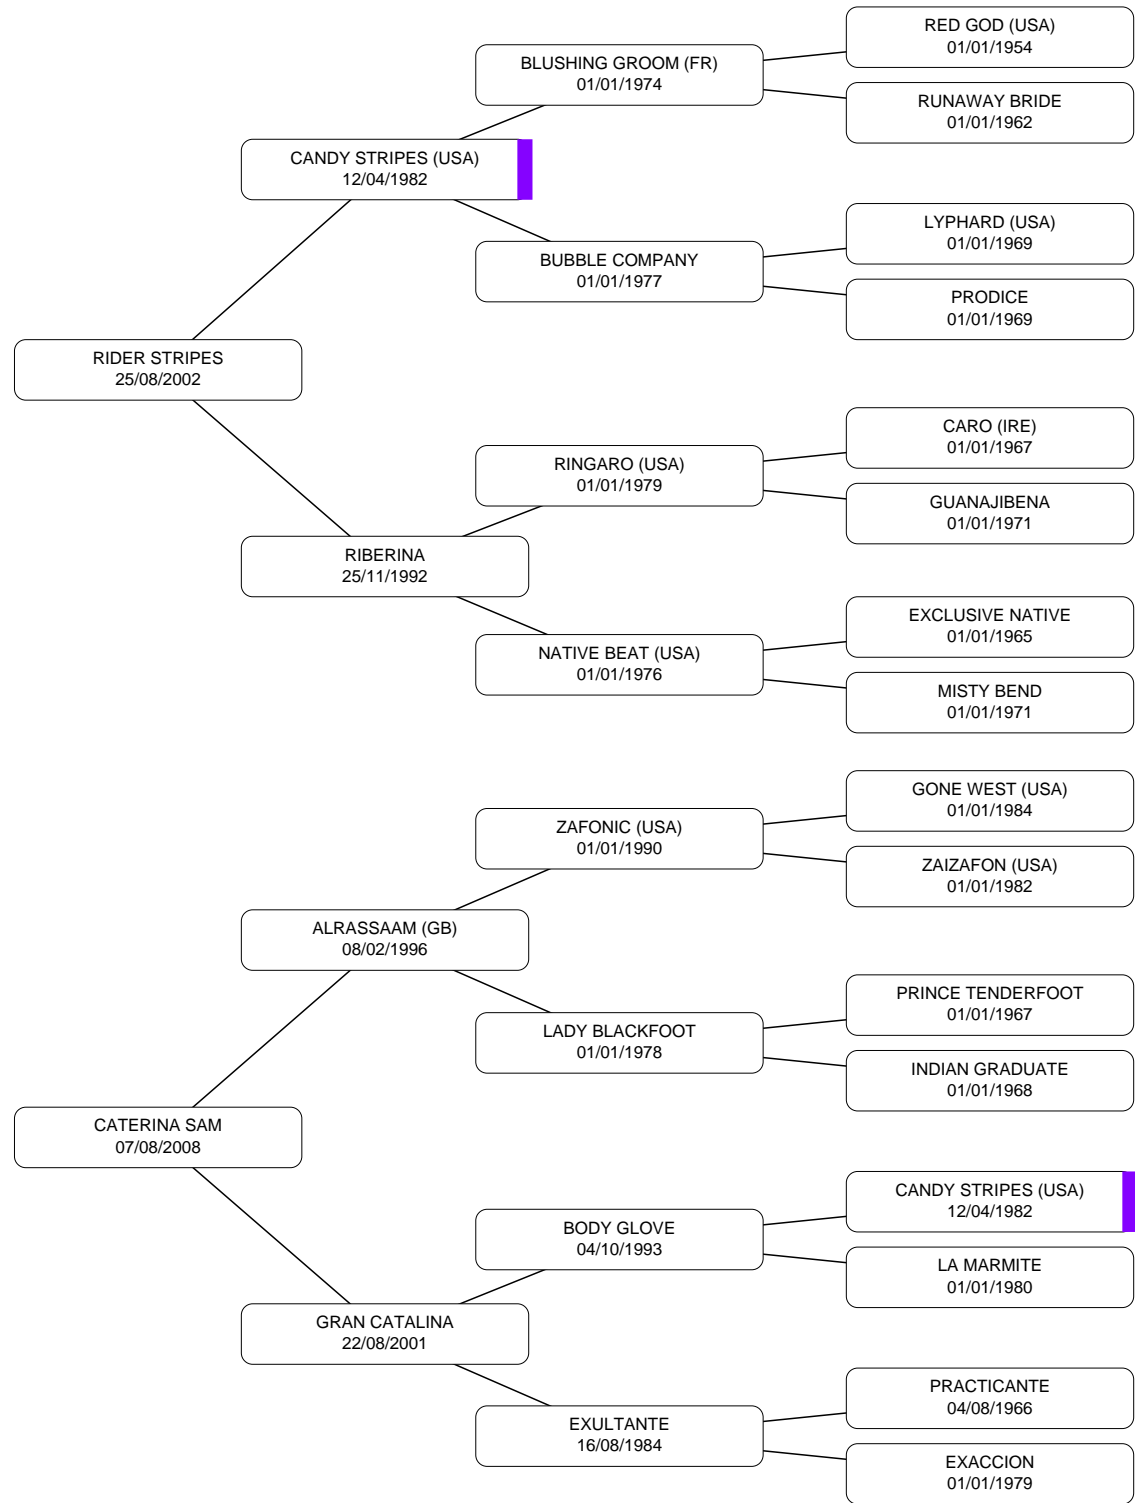 RED GOD (USA)
01/01/1954
BLUSHING GROOM (FR)
01/01/1974
RUNAWAY BRIDE
01/01/1962
CANDY STRIPES (USA)
12/04/1982
LYPHARD (USA)
01/01/1969
BUBBLE COMPANY
01/01/1977
PRODICE
01/01/1969
RIDER STRIPES
25/08/2002
CARO (IRE)
01/01/1967
RINGARO (USA)
01/01/1979
GUANAJIBENA
01/01/1971
RIBERINA
25/11/1992
EXCLUSIVE NATIVE
01/01/1965
NATIVE BEAT (USA)
01/01/1976
MISTY BEND
01/01/1971
GONE WEST (USA)
01/01/1984
ZAFONIC (USA)
01/01/1990
ZAIZAFON (USA)
01/01/1982
ALRASSAAM (GB)
08/02/1996
PRINCE TENDERFOOT
01/01/1967
LADY BLACKFOOT
01/01/1978
INDIAN GRADUATE
01/01/1968
CATERINA SAM
07/08/2008
CANDY STRIPES (USA)
12/04/1982
BODY GLOVE
04/10/1993
LA MARMITE
01/01/1980
GRAN CATALINA
22/08/2001
PRACTICANTE
04/08/1966
EXULTANTE
16/08/1984
EXACCION
01/01/1979